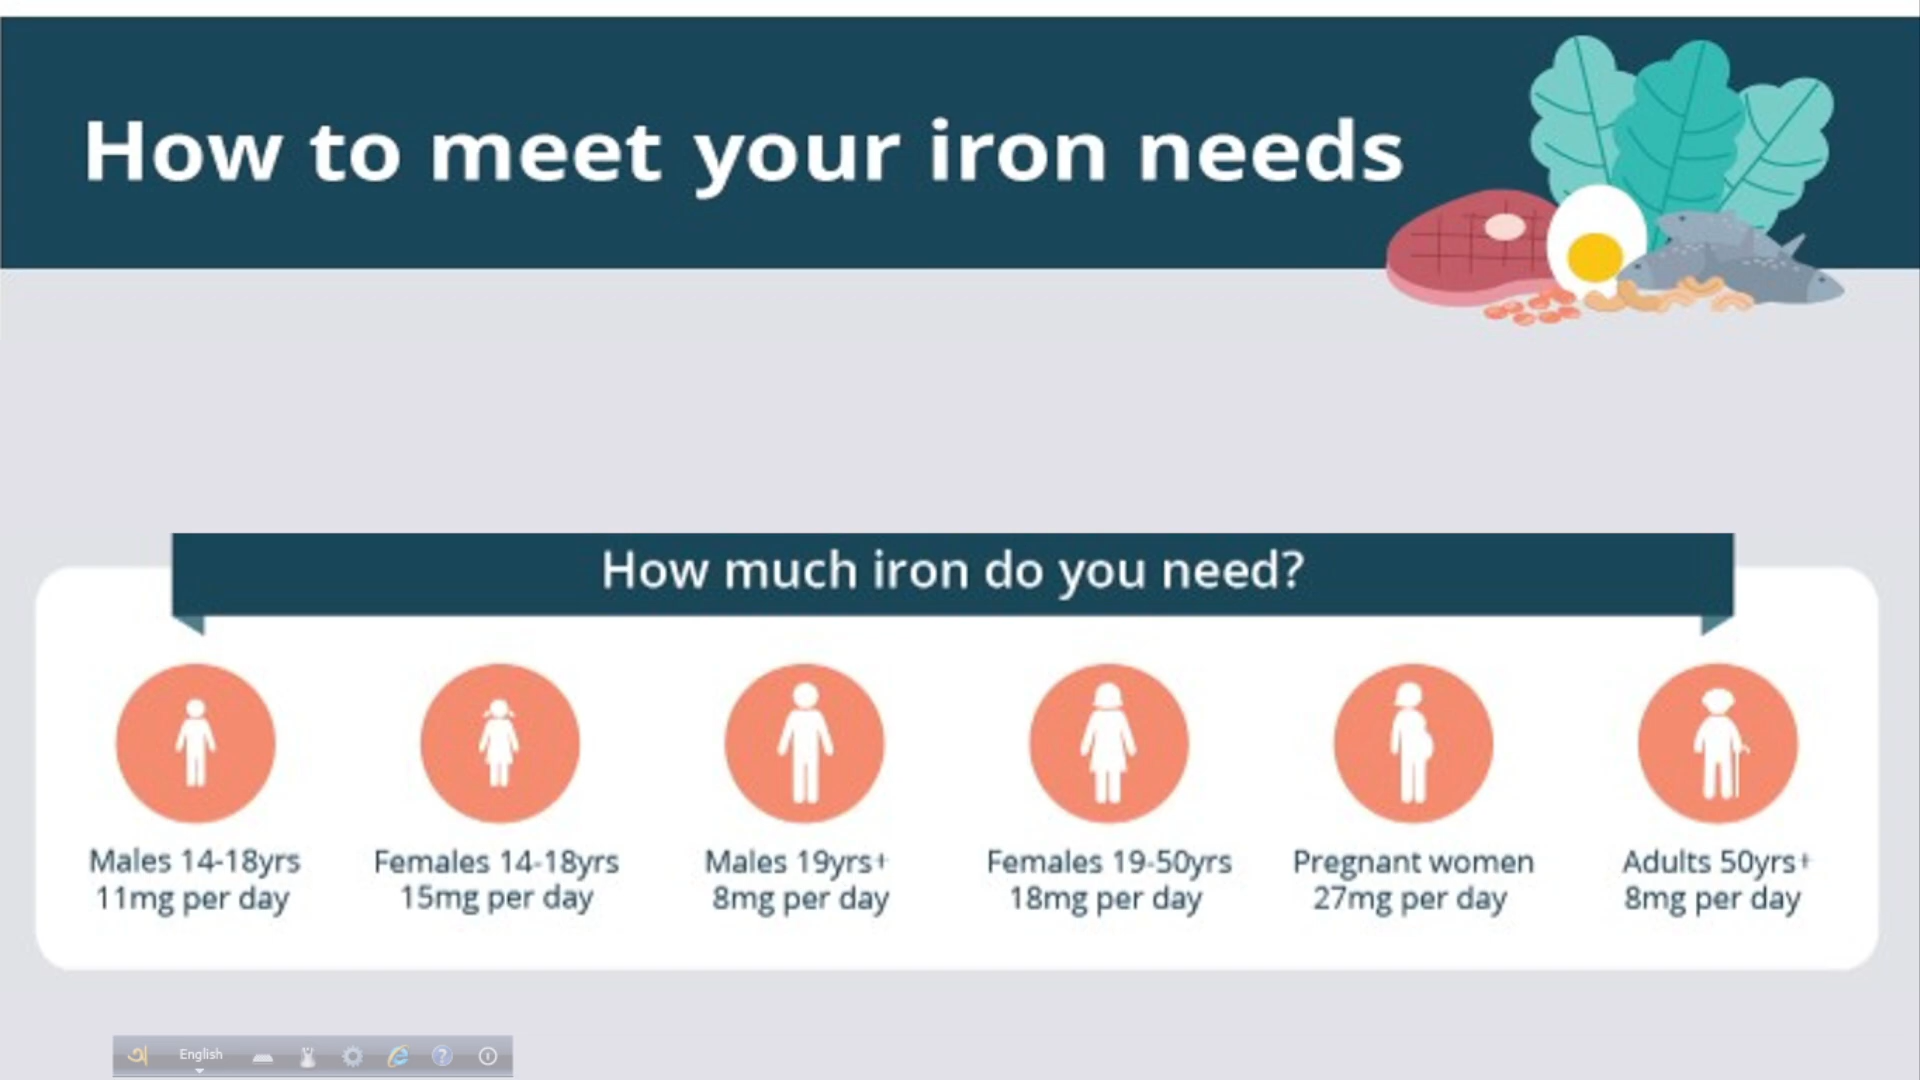 How to meet your iron needs
How much iron do you need?
Males 14-18yrs
11mg per day
Females 14-18yrs
15mg per day
Males 19yrs+
8mg per day
Females 19-50yrs
18mg per day
Pregnant women
27mg per day
Adults 50yrs+
8mg per day
অ English